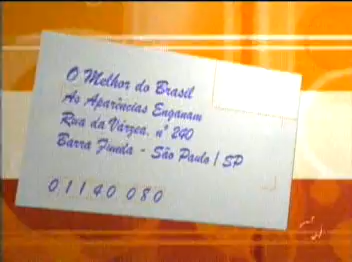 O Melhor do Brasil
As Aparências Enganam
Rua da Várzea, nº 240
Barra Funda - São Paulo / SP
01140 080